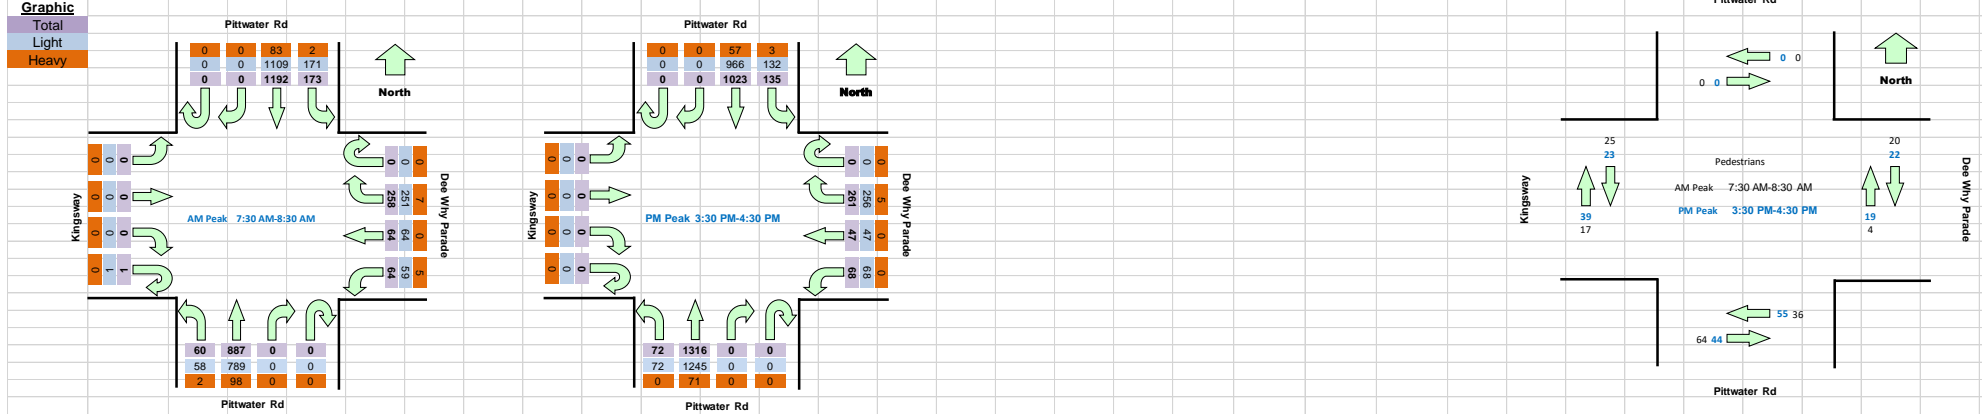 Graphic
Total
Light
Heavy
Pittwater Rd
0 0 83 2
0 0 1109 171
0 0 1192 173
North
Kingsway
0 0 0
0 0 0
0 0 0
0 1 1
AM Peak 7:30 AM-8:30 AM
0 0 0
258 251 7
64 64 0
64 59 5
Dee Why Parade
60 887 0 0
58 789 0 0
2 98 0 0
Pittwater Rd
Pittwater Rd
0 0 57 3
0 0 966 132
0 0 1023 135
North
Kingsway
0 0 0
0 0 0
0 0 0
0 0 0
PM Peak 3:30 PM-4:30 PM
0 0 0
261 256 5
47 47 0
68 68 0
Dee Why Parade
72 1316 0 0
72 1245 0 0
0 71 0 0
Pittwater Rd
Pittwater Rd
0 0
0 0
North
25
23
39
17
Kingsway
Pedestrians
AM Peak 7:30 AM-8:30 AM
PM Peak 3:30 PM-4:30 PM
20
22
19
4
Dee Why Parade
55 36
64 44
Pittwater Rd